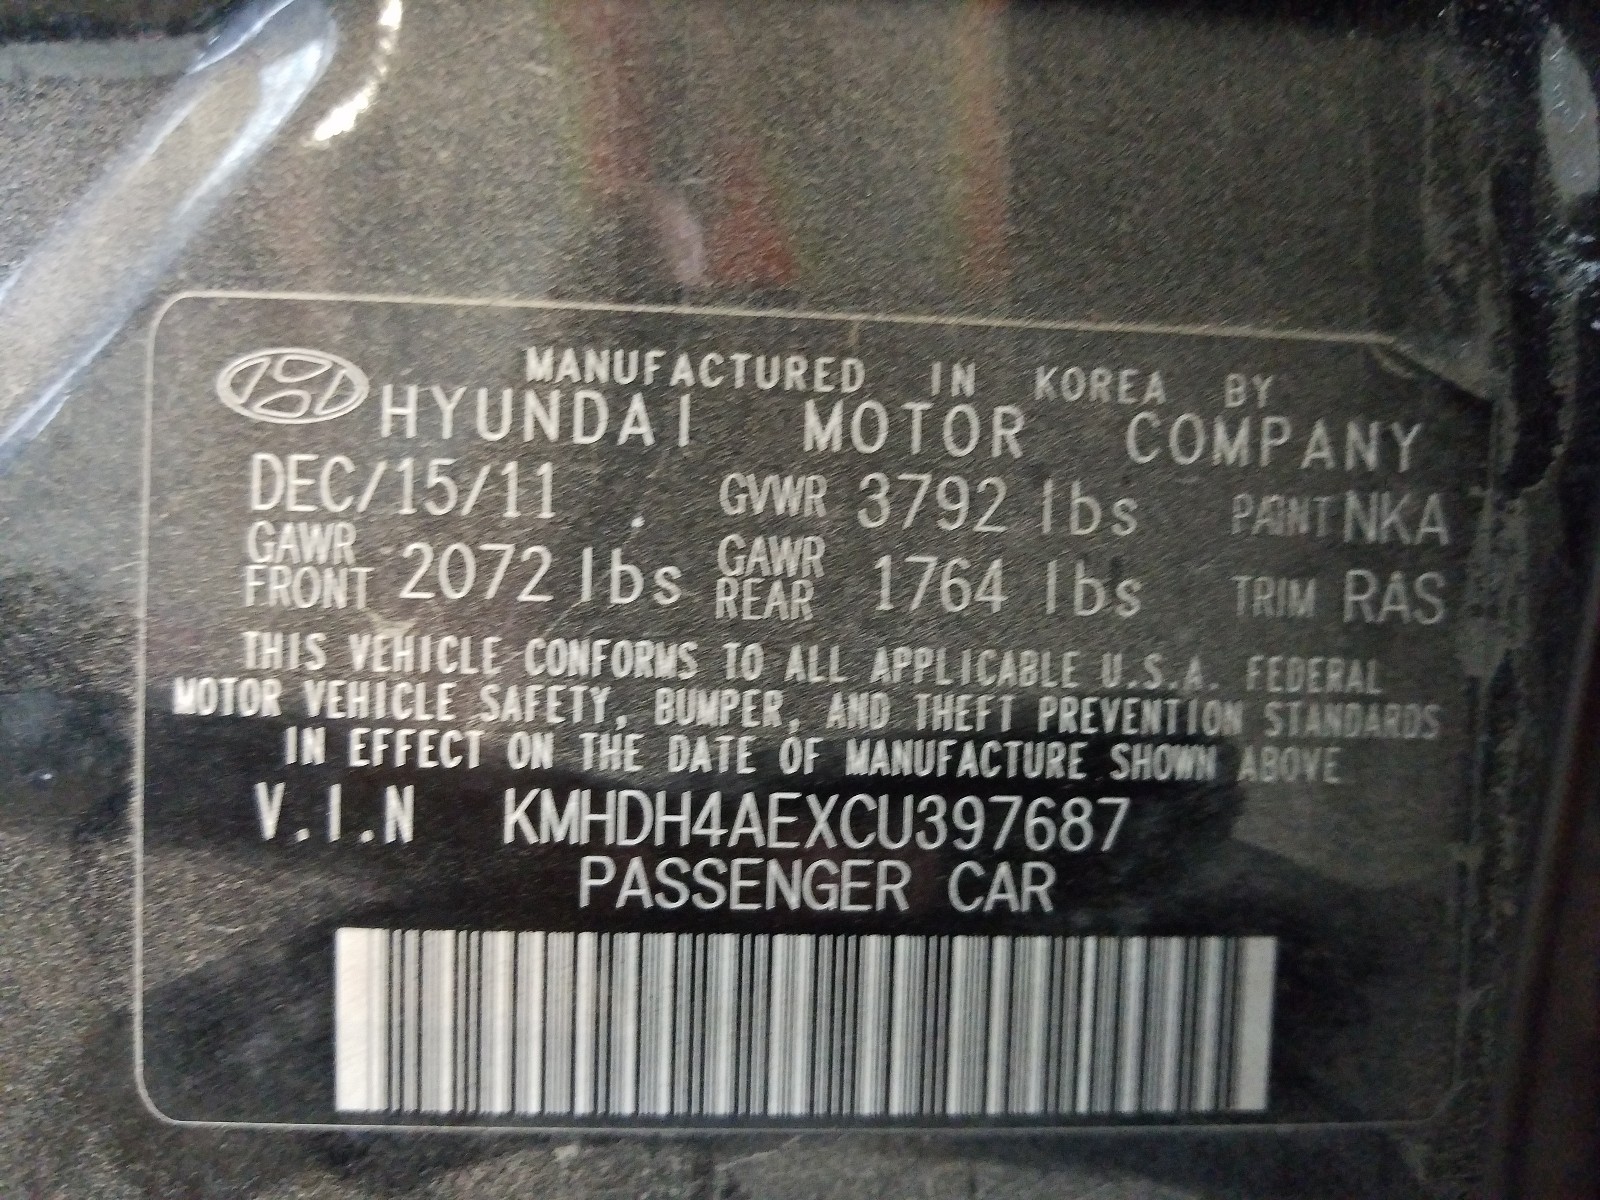 MANUFACTURED IN KOREA BY
HYUNDAI MOTOR COMPANY
DEC/15/11 GVWR 3792 lbs PAINT NKA
GAWR FRONT 2072 lbs GAWR REAR 1764 lbs TRIM RAS
THIS VEHICLE CONFORMS TO ALL APPLICABLE U.S.A. FEDERAL
MOTOR VEHICLE SAFETY, BUMPER, AND THEFT PREVENTION STANDARDS
IN EFFECT ON THE DATE OF MANUFACTURE SHOWN ABOVE
V.I.N KMHDH4AEXCU397687
PASSENGER CAR